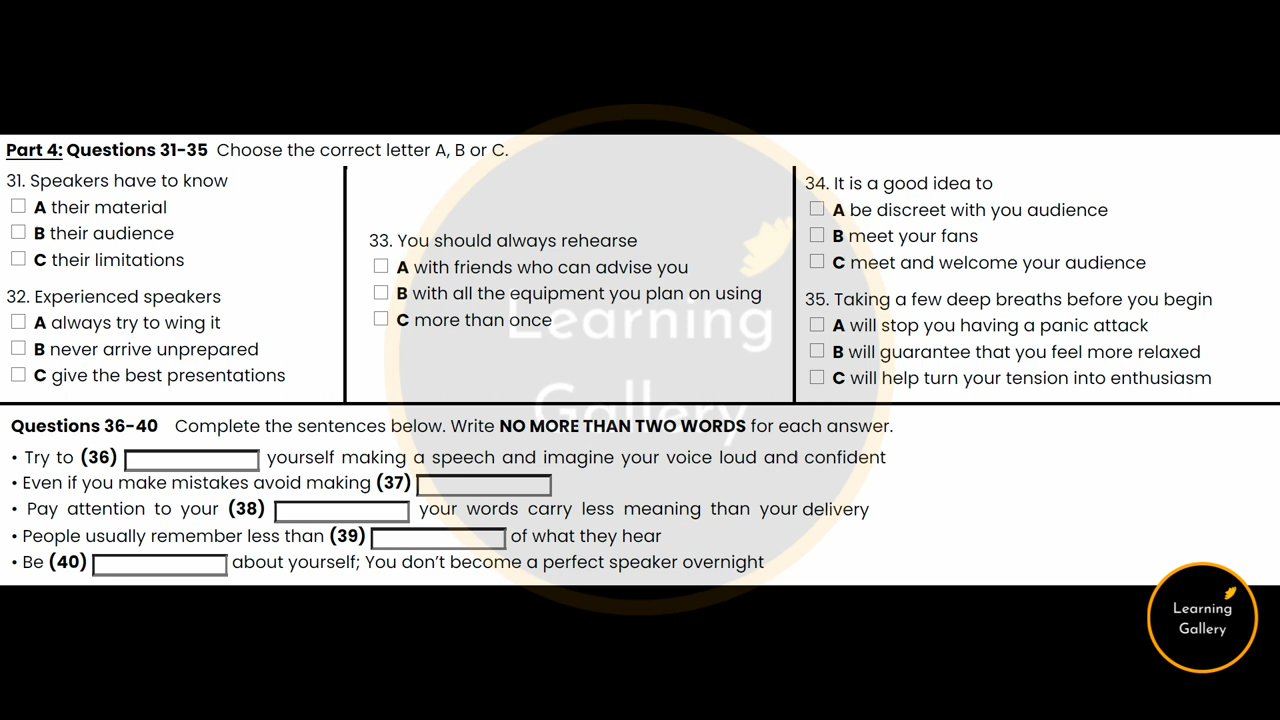 Part 4: Questions 31-35 Choose the correct letter A, B or C.
31. Speakers have to know
A their material
B their audience
C their limitations
32. Experienced speakers
A always try to wing it
B never arrive unprepared
C give the best presentations
33. You should always rehearse
A with friends who can advise you
B with all the equipment you plan on using
C more than once
34. It is a good idea to
A be discreet with you audience
B meet your fans
C meet and welcome your audience
35. Taking a few deep breaths before you begin
A will stop you having a panic attack
B will guarantee that you feel more relaxed
C will help turn your tension into enthusiasm
Learning
Gallery
Questions 36-40 Complete the sentences below. Write NO MORE THAN TWO WORDS for each answer.
• Try to (36) yourself making a speech and imagine your voice loud and confident
• Even if you make mistakes avoid making (37)
• Pay attention to your (38) your words carry less meaning than your delivery
• People usually remember less than (39) of what they hear
• Be (40) about yourself; You don't become a perfect speaker overnight
Learning
Gallery